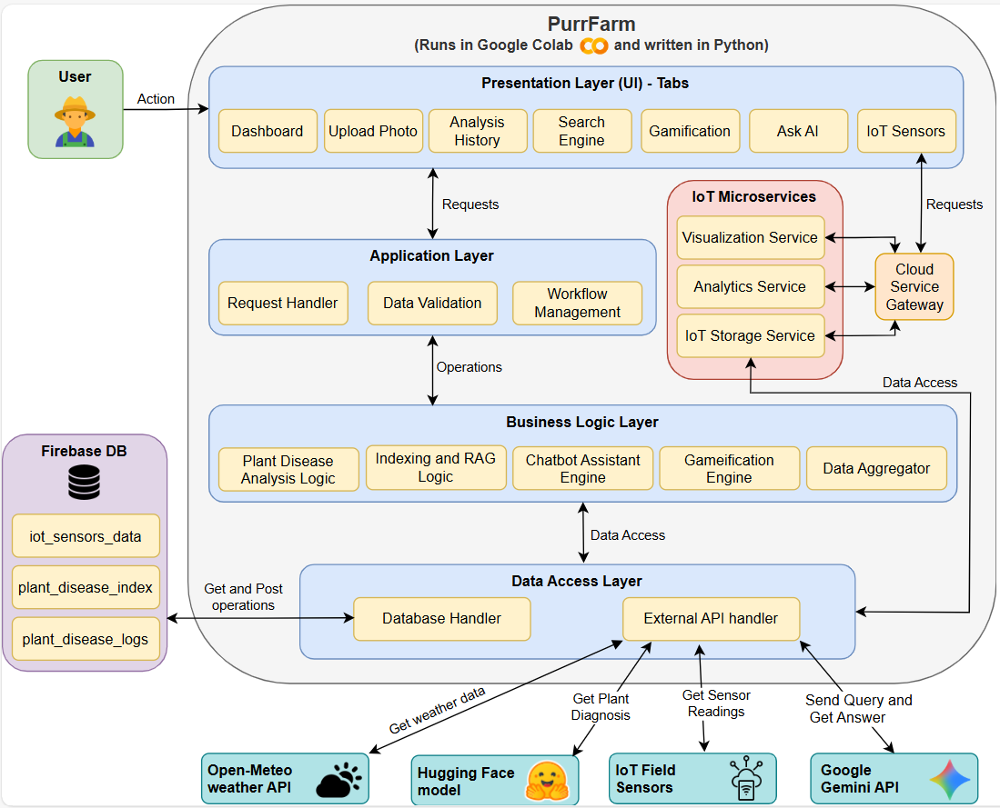 PurrFarm
(Runs in Google Colab and written in Python)
User
Action
Presentation Layer (UI) - Tabs
Dashboard
Upload Photo
Analysis
History
Search
Engine
Gamification
Ask AI
IoT Sensors
Requests
Requests
IoT Microservices
Visualization Service
Analytics Service
IoT Storage Service
Cloud
Service
Gateway
Application Layer
Request Handler
Data Validation
Workflow
Management
Operations
Data Access
Business Logic Layer
Plant Disease
Analysis Logic
Indexing and RAG
Logic
Chatbot Assistant
Engine
Gameification
Engine
Data Aggregator
Firebase DB
iot_sensors_data
plant_disease_index
plant_disease_logs
Data Access
Get and Post
operations
Data Access Layer
Database Handler
External API handler
Get weather data
Get Plant
Diagnosis
Get Sensor
Readings
Send Query and
Get Answer
Open-Meteo
weather API
Hugging Face
model
IoT Field
Sensors
Google
Gemini API